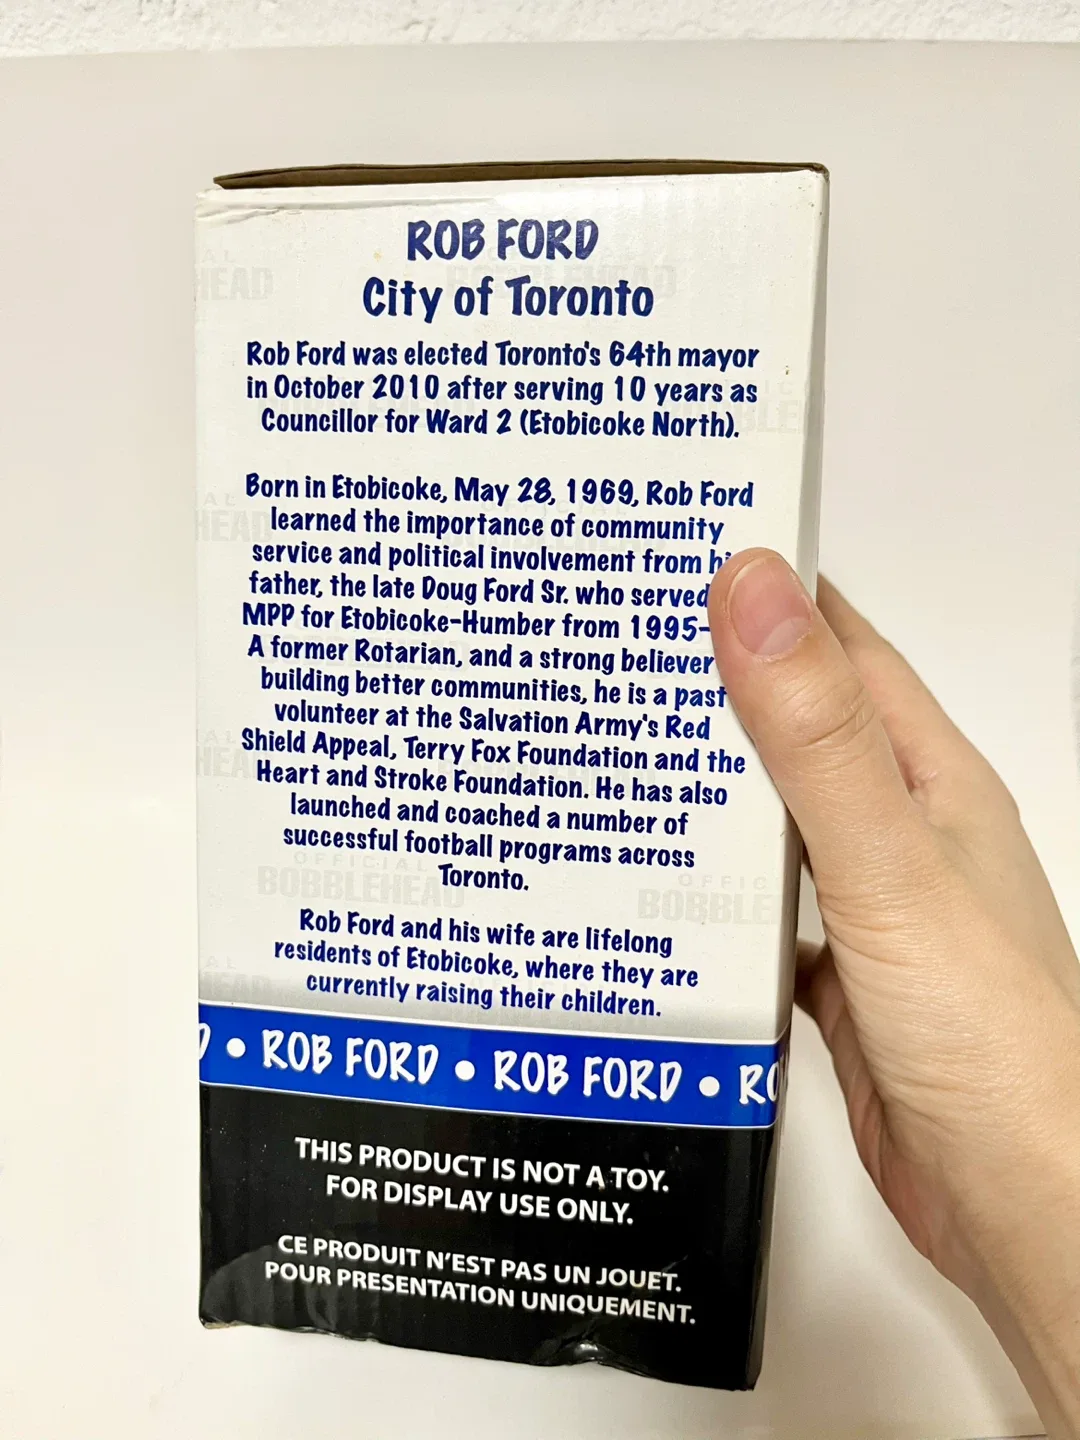 ROB FORD
City of Toronto
Rob Ford was elected Toronto's 64th mayor
in October 2010 after serving 10 years as
Councillor for Ward 2 (Etobicoke North).
Born in Etobicoke, May 28, 1969, Rob Ford
learned the importance of community
service and political involvement from
father, the late Doug Ford Sr. who served
MPP for Etobicoke-Humber from 1995-
A former Rotarian, and a strong believer
building better communities, he is a past
volunteer at the Salvation Army's Red
Shield Appeal, Terry Fox Foundation and the
Heart and Stroke Foundation. He has also
launched and coached a number of
successful football programs across
Toronto.
OFFICIAL
BOBBLEHEAD
Rob Ford and his wife are lifelong
residents of Etobicoke, where they are
currently raising their children.
D • ROB FORD • ROB FORD • RO
THIS PRODUCT IS NOT A TOY.
FOR DISPLAY USE ONLY.
CE PRODUIT N'EST PAS UN JOUET.
POUR PRESENTATION UNIQUEMENT.